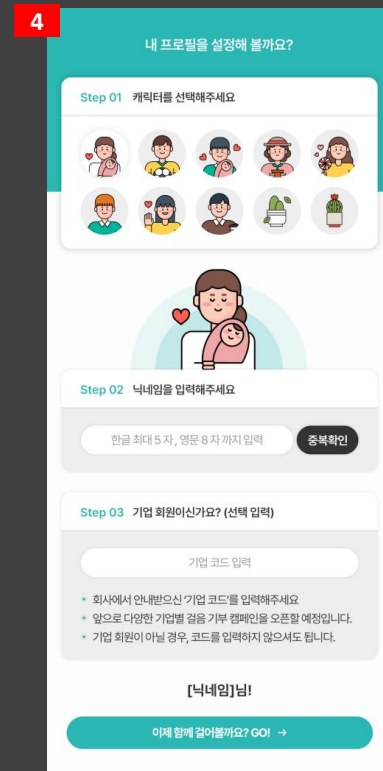 4
내 프로필을 설정해 볼까요?
Step 01 캐릭터를 선택해주세요
Step 02 닉네임을 입력해주세요
한글 최대 5 자 , 영문 8 자 까지 입력 중복확인
Step 03 기업 회원이신가요? (선택 입력)
기업 코드 입력
* 회사에서 안내받으신 '기업 코드'를 입력해주세요
* 앞으로 다양한 기업별 걸음 기부 캠페인을 오픈할 예정입니다.
* 기업 회원이 아닐 경우, 코드를 입력하지 않으셔도 됩니다.
[닉네임]님!
이제 함께 걸어볼까요? GO! →